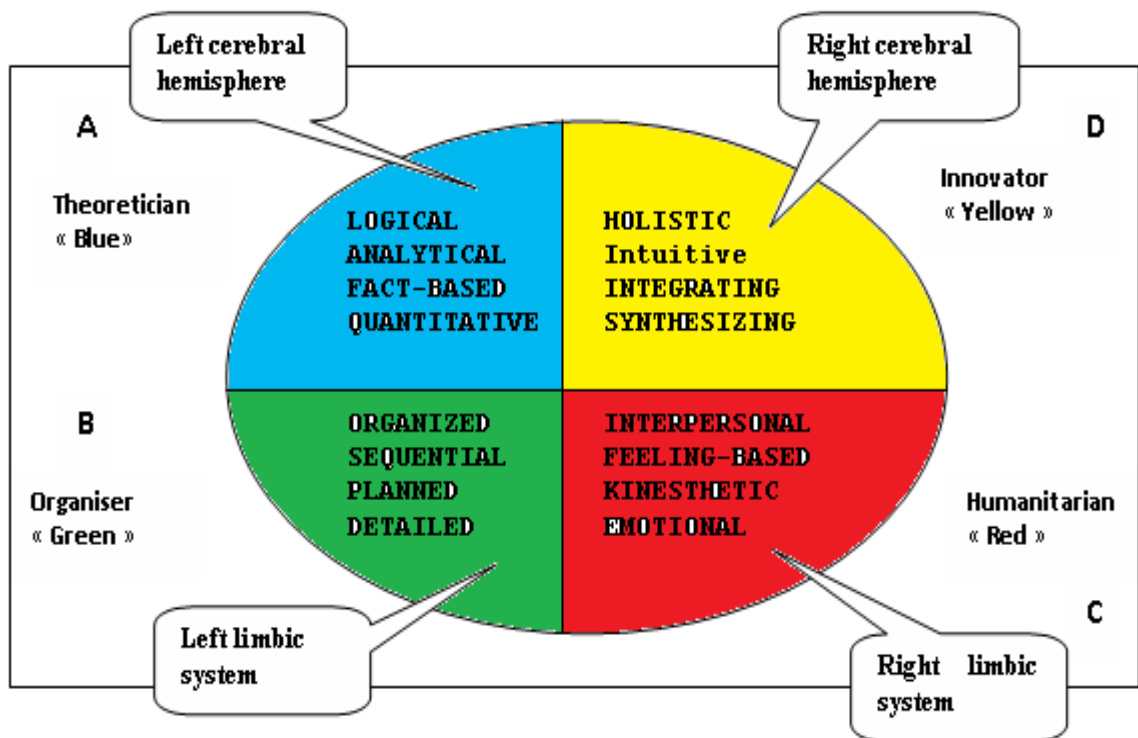 Left cerebral
hemisphere
Right cerebral
hemisphere
A
D
Theoretician
« Blue»
Innovator
« Yellow »
LOGICAL
ANALYTICAL
FACT-BASED
QUANTITATIVE
HOLISTIC
Intuitive
INTEGRATING
SYNTHESIZING
B
Organiser
« Green »
ORGANIZED
SEQUENTIAL
PLANNED
DETAILED
INTERPERSONAL
FEELING-BASED
KINESTHETIC
EMOTIONAL
Humanitarian
« Red »
C
Left limbic
system
Right limbic
system